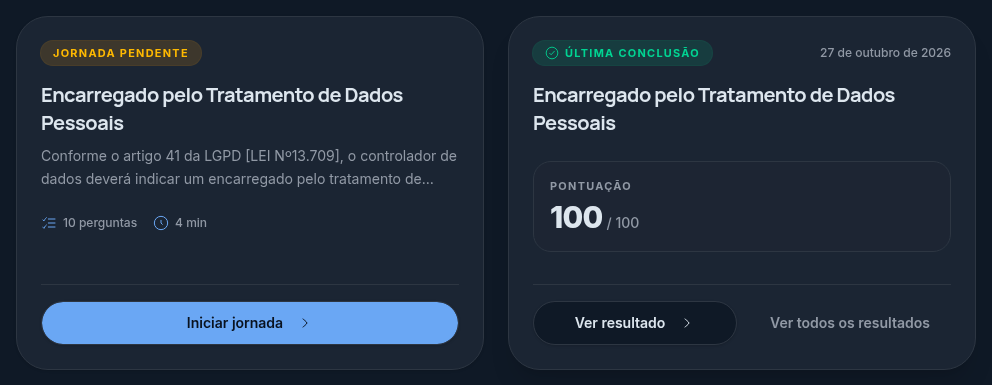 JORNADA PENDENTE
Encarregado pelo Tratamento de Dados
Pessoais
Conforme o artigo 41 da LGPD [LEI Nº13.709], o controlador de
dados deverá indicar um encarregado pelo tratamento de...
10 perguntas 4 min
Iniciar jornada
ÚLTIMA CONCLUSÃO 27 de outubro de 2026
Encarregado pelo Tratamento de Dados
Pessoais
PONTUAÇÃO
100 / 100
Ver resultado Ver todos os resultados